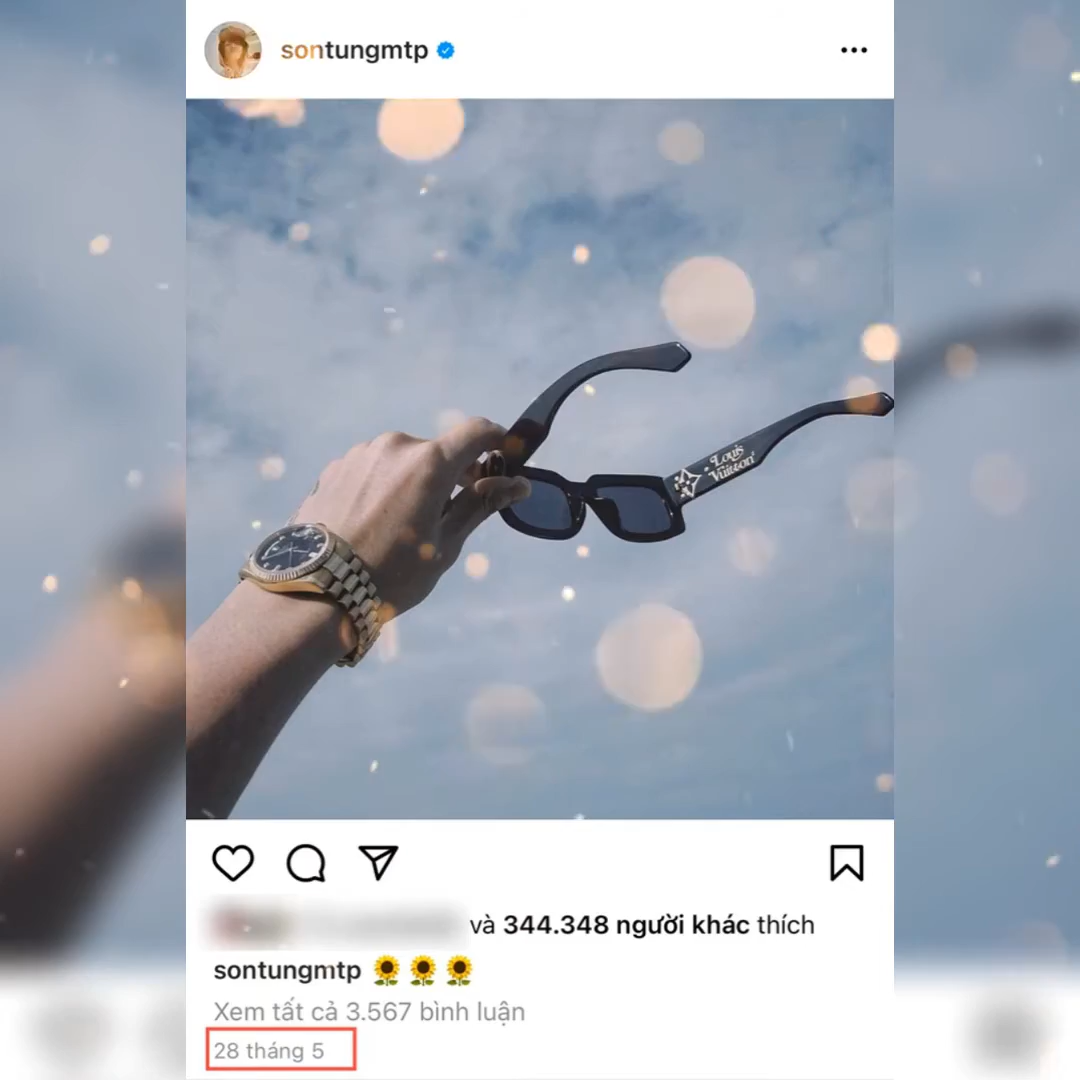 sontungmtp
Louis
Vuitton
và 344.348 người khác thích
sontungmtp 🌻🌻🌻
Xem tất cả 3.567 bình luận
28 tháng 5